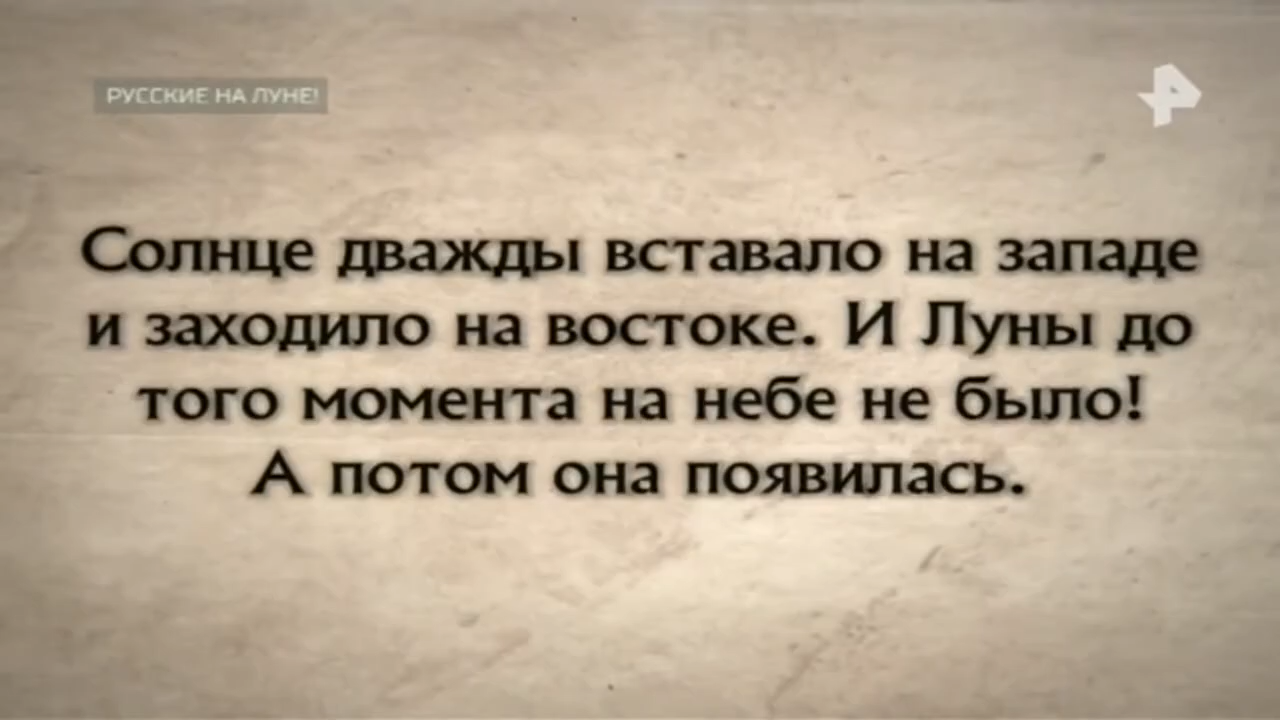 РУССКИЕ НА ЛУНЕ!
Солнце дважды вставало на западе
и заходило на востоке. И Луны до
того момента на небе не было!
А потом она появилась.